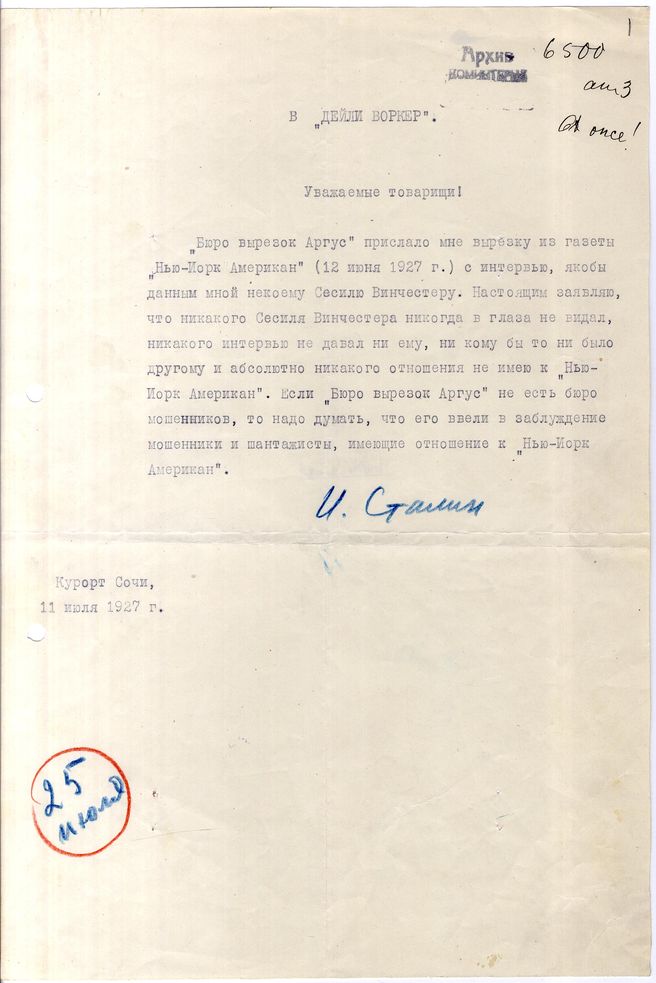 1
Архив
КОМИНТЕРНА
6500
at once!
В „ДЕЙЛИ ВОРКЕР".
Уважаемые товарищи!
„Бюро вырезок Аргус" прислало мне вырезку из газеты
„Нью-Иорк Американ" (12 июня 1927 г.) с интервью, якобы
данным мной некоему Сесилю Винчестеру. Настоящим заявляю,
что никакого Сесиля Винчестера никогда в глаза не видал,
никакого интервью не давал ни ему, ни кому бы то ни было
другому и абсолютно никакого отношения не имею к „Нью-
Иорк Американ". Если „Бюро вырезок Аргус" не есть бюро
мошенников, то надо думать, что его ввели в заблуждение
мошенники и шантажисты, имеющие отношение к „Нью-Иорк
Американ".
И. Сталин
Курорт Сочи,
11 июля 1927 г.
25
июля